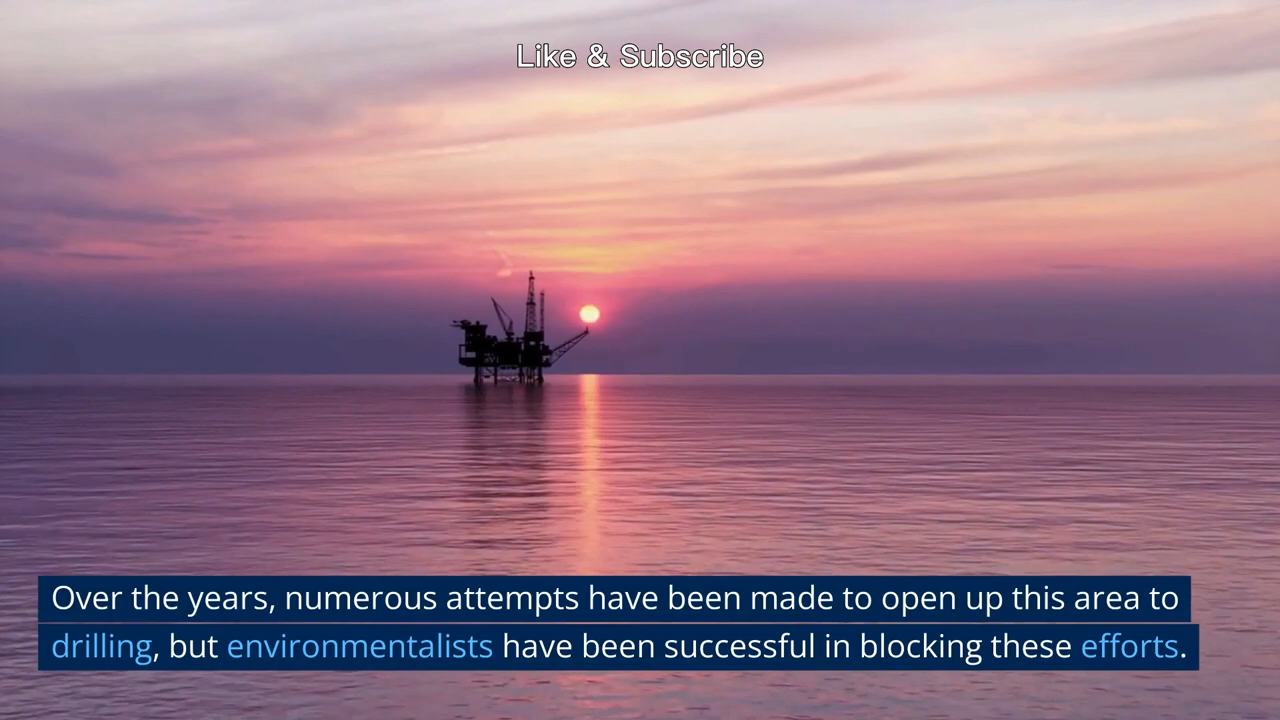 Like & Subscribe
Over the years, numerous attempts have been made to open up this area to
drilling, but environmentalists have been successful in blocking these efforts.